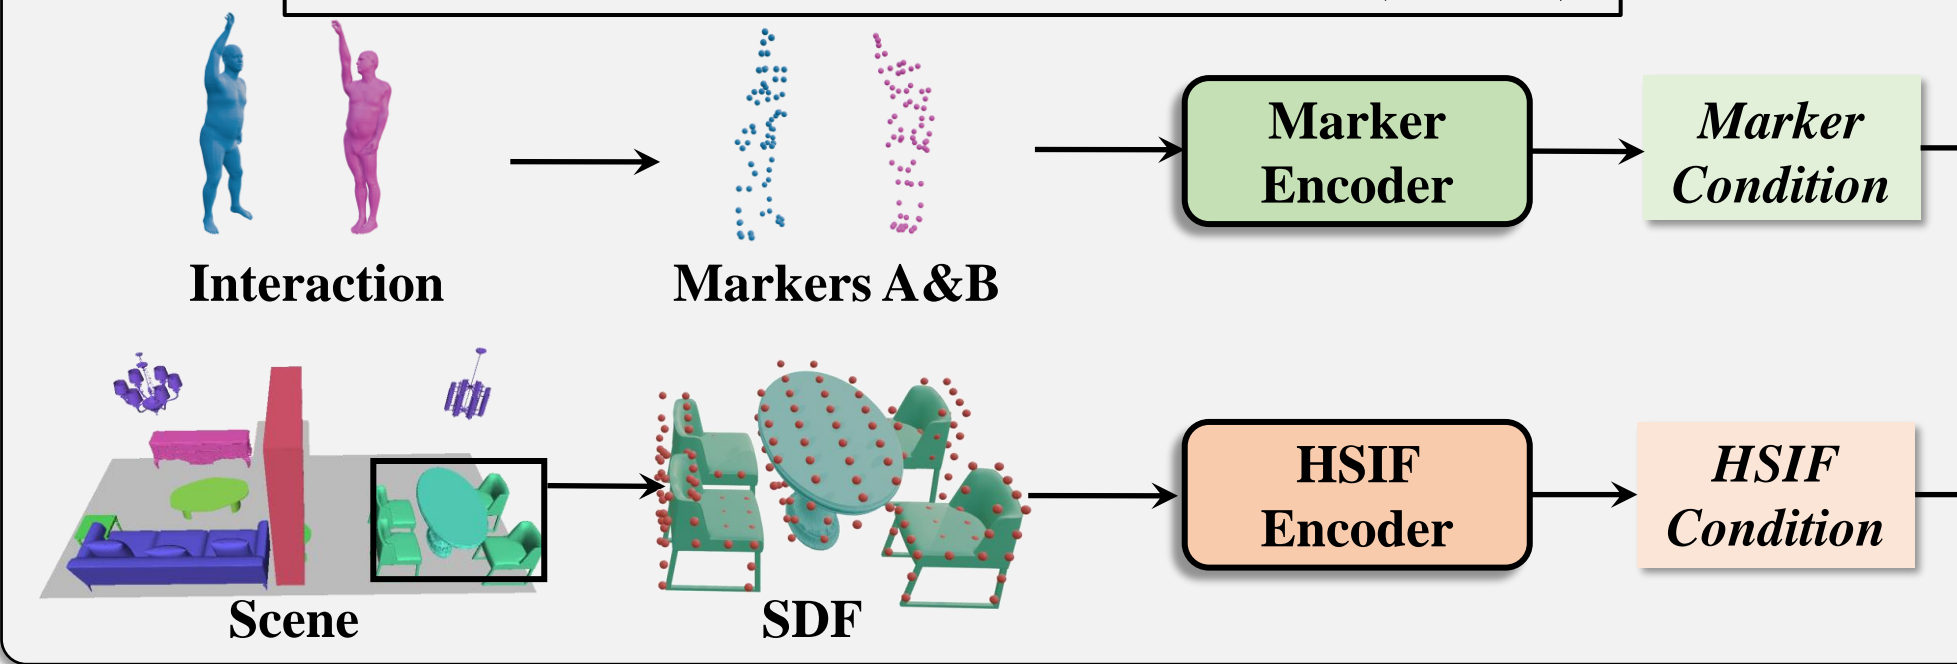 Marker
Encoder
Marker
Condition
Interaction
Markers A&B
HSIF
Encoder
HSIF
Condition
Scene
SDF